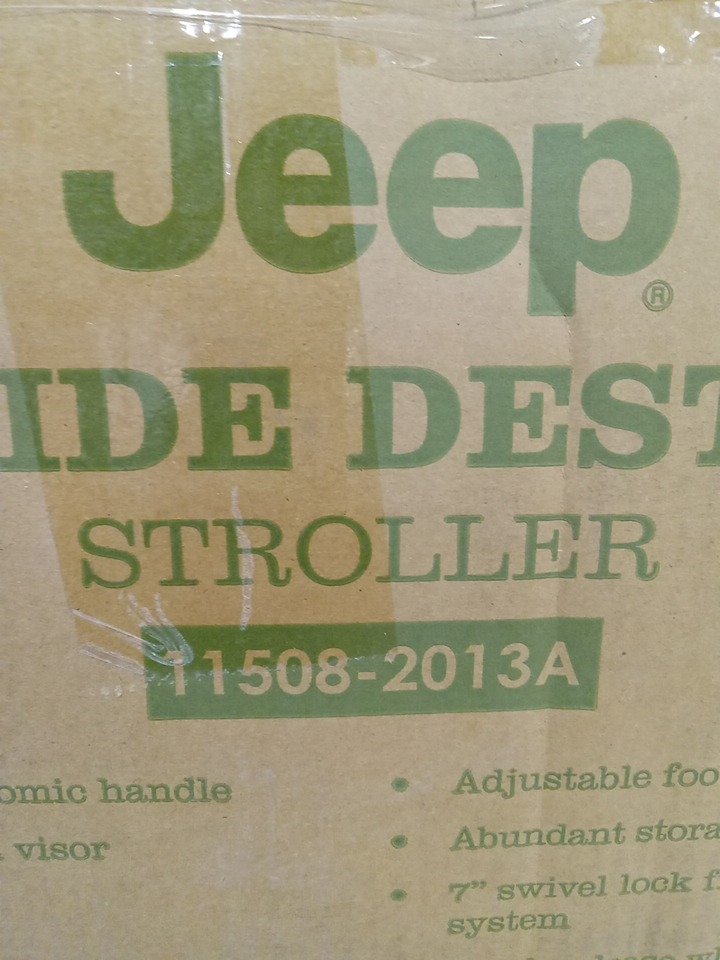 Jeep®
IDE DEST
STROLLER
11508-2013A
omic handle
visor
• Adjustable foo
• Abundant stora
• 7" swivel lock f
system